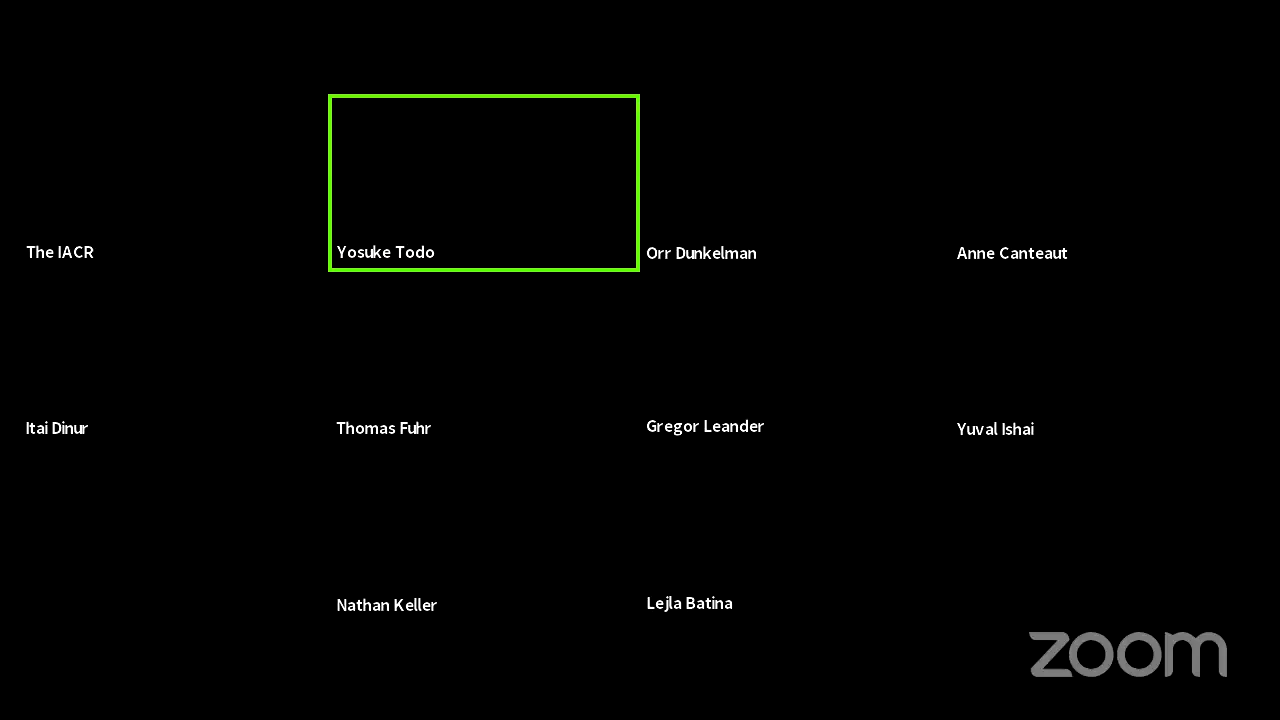 The IACR
Yosuke Todo
Orr Dunkelman
Anne Canteaut
Itai Dinur
Thomas Fuhr
Gregor Leander
Yuval Ishai
Nathan Keller
Lejla Batina
zoom